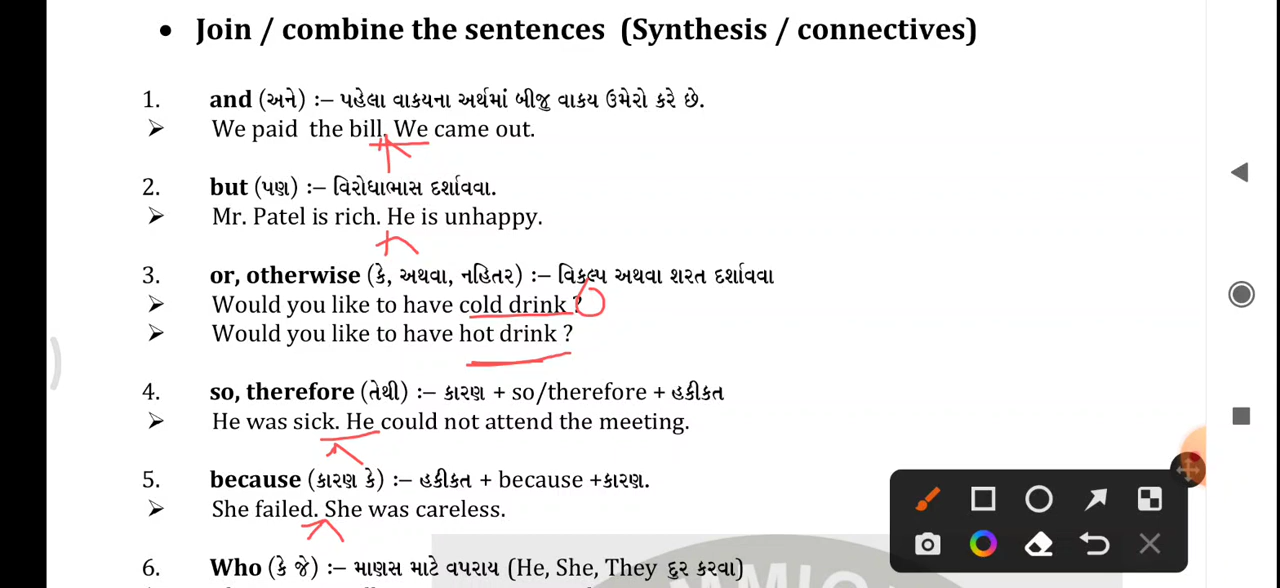 • Join / combine the sentences (Synthesis / connectives)
1. and (અને) :– પહેલા વાકયના અર્થમાં બીજુ વાકય ઉમેરો કરે છે.
➢ We paid the bill. We came out.
2. but (પણ) :– વિરોધાભાસ દર્શાવવા.
➢ Mr. Patel is rich. He is unhappy.
3. or, otherwise (કે, અથવા, નહિતર) :– વિકલ્પ અથવા શરત દર્શાવવા
➢ Would you like to have cold drink ?
➢ Would you like to have hot drink ?
4. so, therefore (તેથી) :– કારણ + so/therefore + હકીકત
➢ He was sick. He could not attend the meeting.
5. because (કારણ કે) :– હકીકત + because +કારણ.
➢ She failed. She was careless.
6. Who (કે જે) :– માણસ માટે વપરાય (He, She, They દુર કરવા)